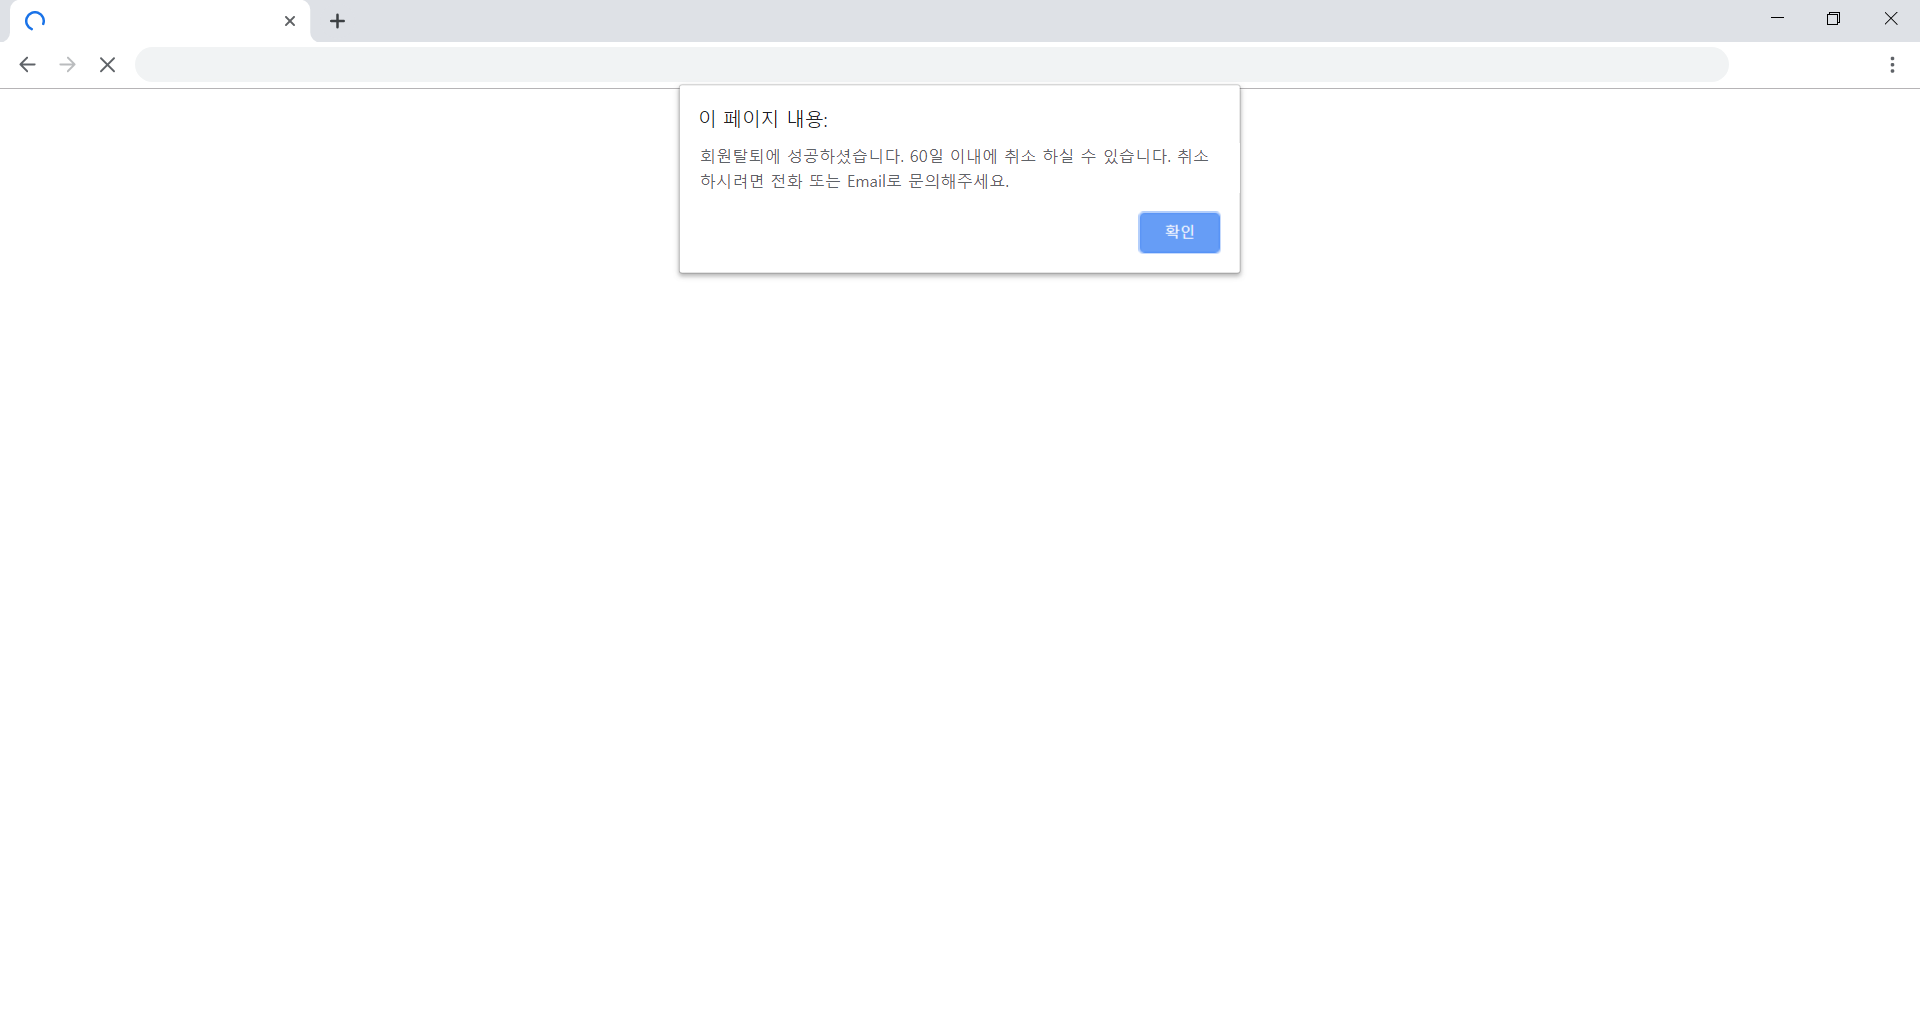 이 페이지 내용:
회원탈퇴에 성공하셨습니다. 60일 이내에 취소 하실 수 있습니다. 취소
하시려면 전화 또는 Email로 문의해주세요.
확인